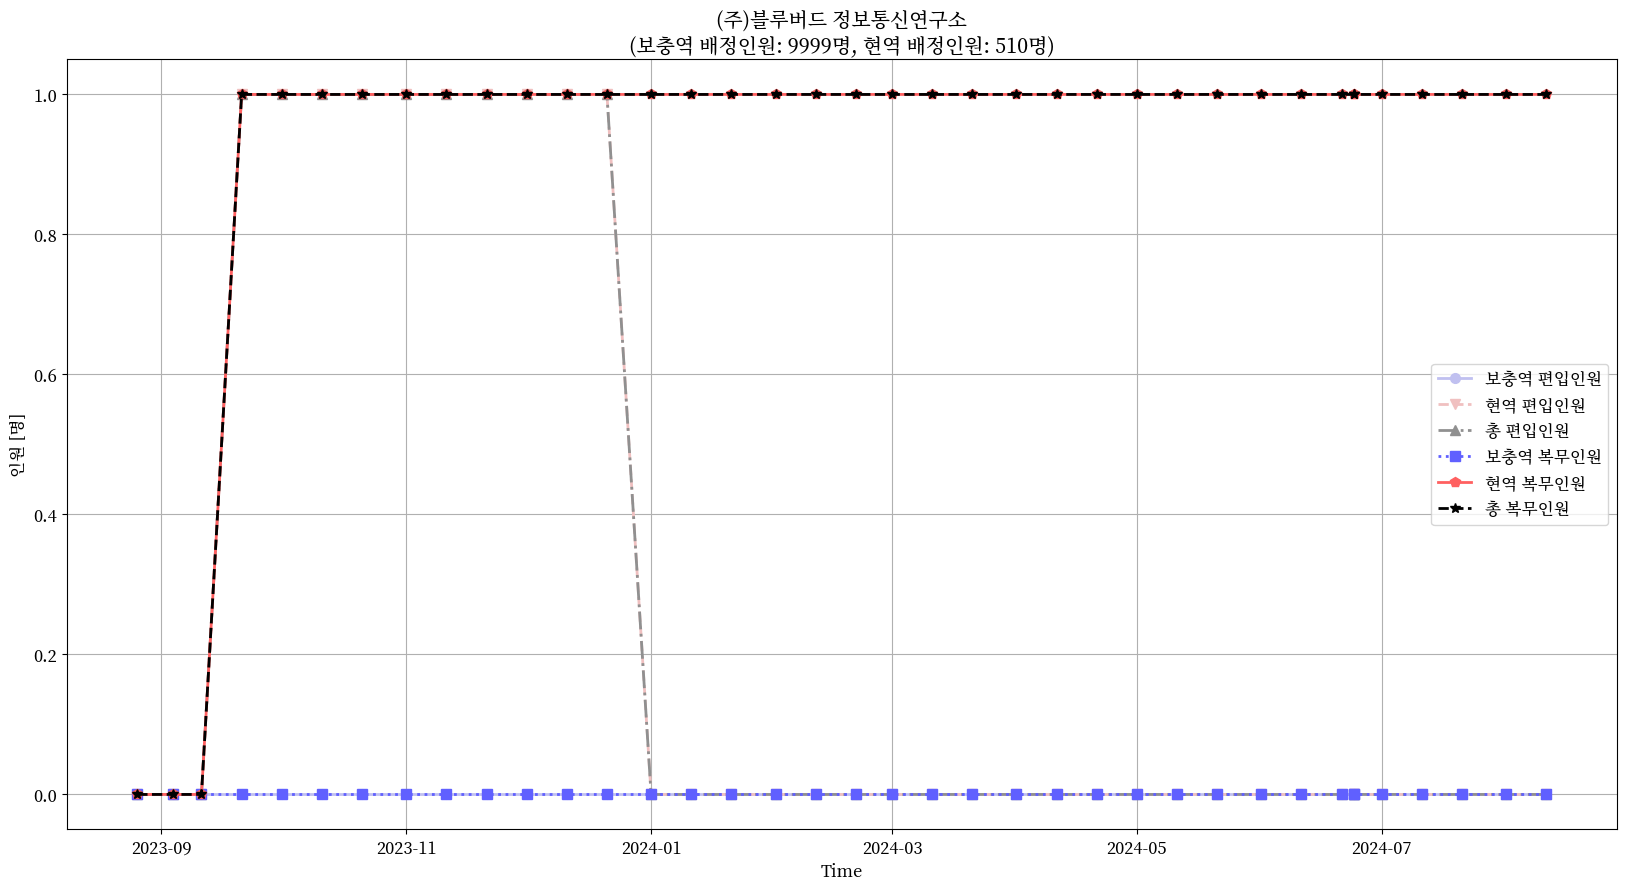 (주)블루버드 정보통신연구소
(보충역 배정인원: 9999명, 현역 배정인원: 510명)
인원 [명]
1.0
0.8
0.6
0.4
0.2
0.0
보충역 편입인원
현역 편입인원
총 편입인원
보충역 복무인원
현역 복무인원
총 복무인원
2023-09 2023-11 2024-01 2024-03 2024-05 2024-07
Time